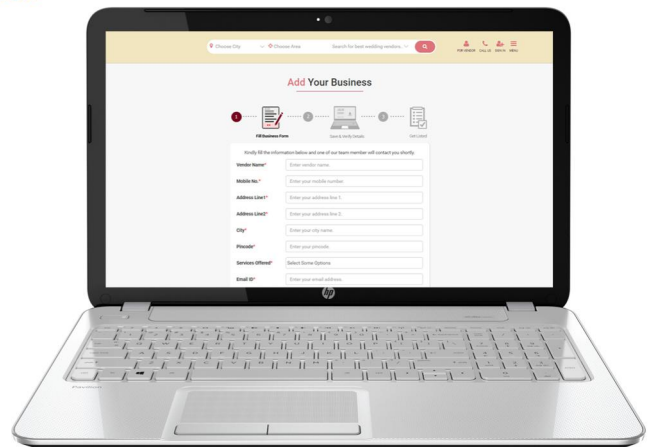 Choose City
Choose Area
Search for best wedding vendors.
FOR VENDOR CALL US SIGN IN MENU
Add Your Business
1 2 3
Fill Business Form Save & Verify Details Get Listed
Kindly fill the information below and one of our team member will contact you shortly.
Vendor Name* Enter vendor name.
Mobile No.* Enter your mobile number
Address Line1* Enter your address line 1.
Address Line2* Enter your address line 2.
City* Enter your city name
Pincode* Enter your pincode
Services Offered* Select Some Options
Email ID* Enter your email address.
hp